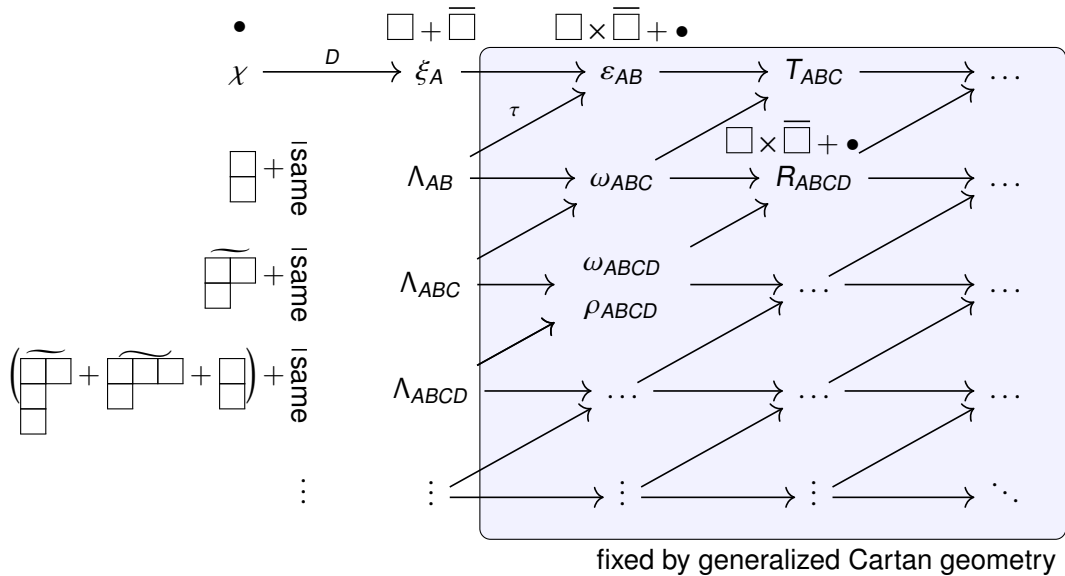 • □ + □̅ □ × □̅ + •
χ D ξ_A ε_AB T_ABC …
τ
□ × □̅ + •
+ same Λ_AB ω_ABC R_ABCD …
ω_ABCD
+ same Λ_ABC … …
ρ_ABCD
( + + ) + same Λ_ABCD … … …
⋮ ⋮ ⋮ ⋮ ⋱
fixed by generalized Cartan geometry